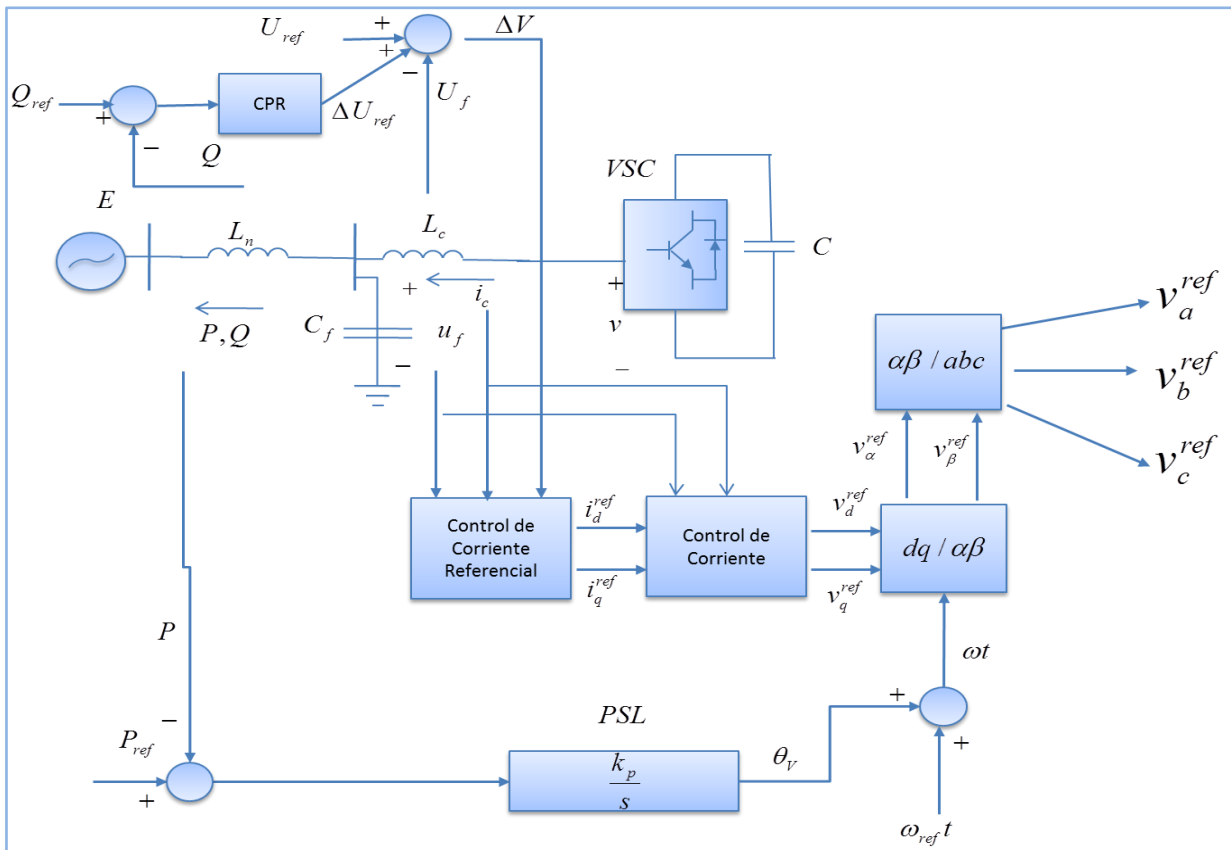 U_ref
+
ΔV
+
−
Q_ref
+
CPR
ΔU_ref
U_f
−
Q
E
VSC
L_n
L_c
C
+
i_c
+
v
P, Q
C_f
u_f
−
−
αβ / abc
v_a^ref
v_b^ref
v_c^ref
v_α^ref
v_β^ref
Control de
Corriente
Referencial
i_d^ref
i_q^ref
Control de
Corriente
v_d^ref
v_q^ref
dq / αβ
P
ωt
−
+
PSL
P_ref
+
k_p
s
θ_V
+
ω_ref t